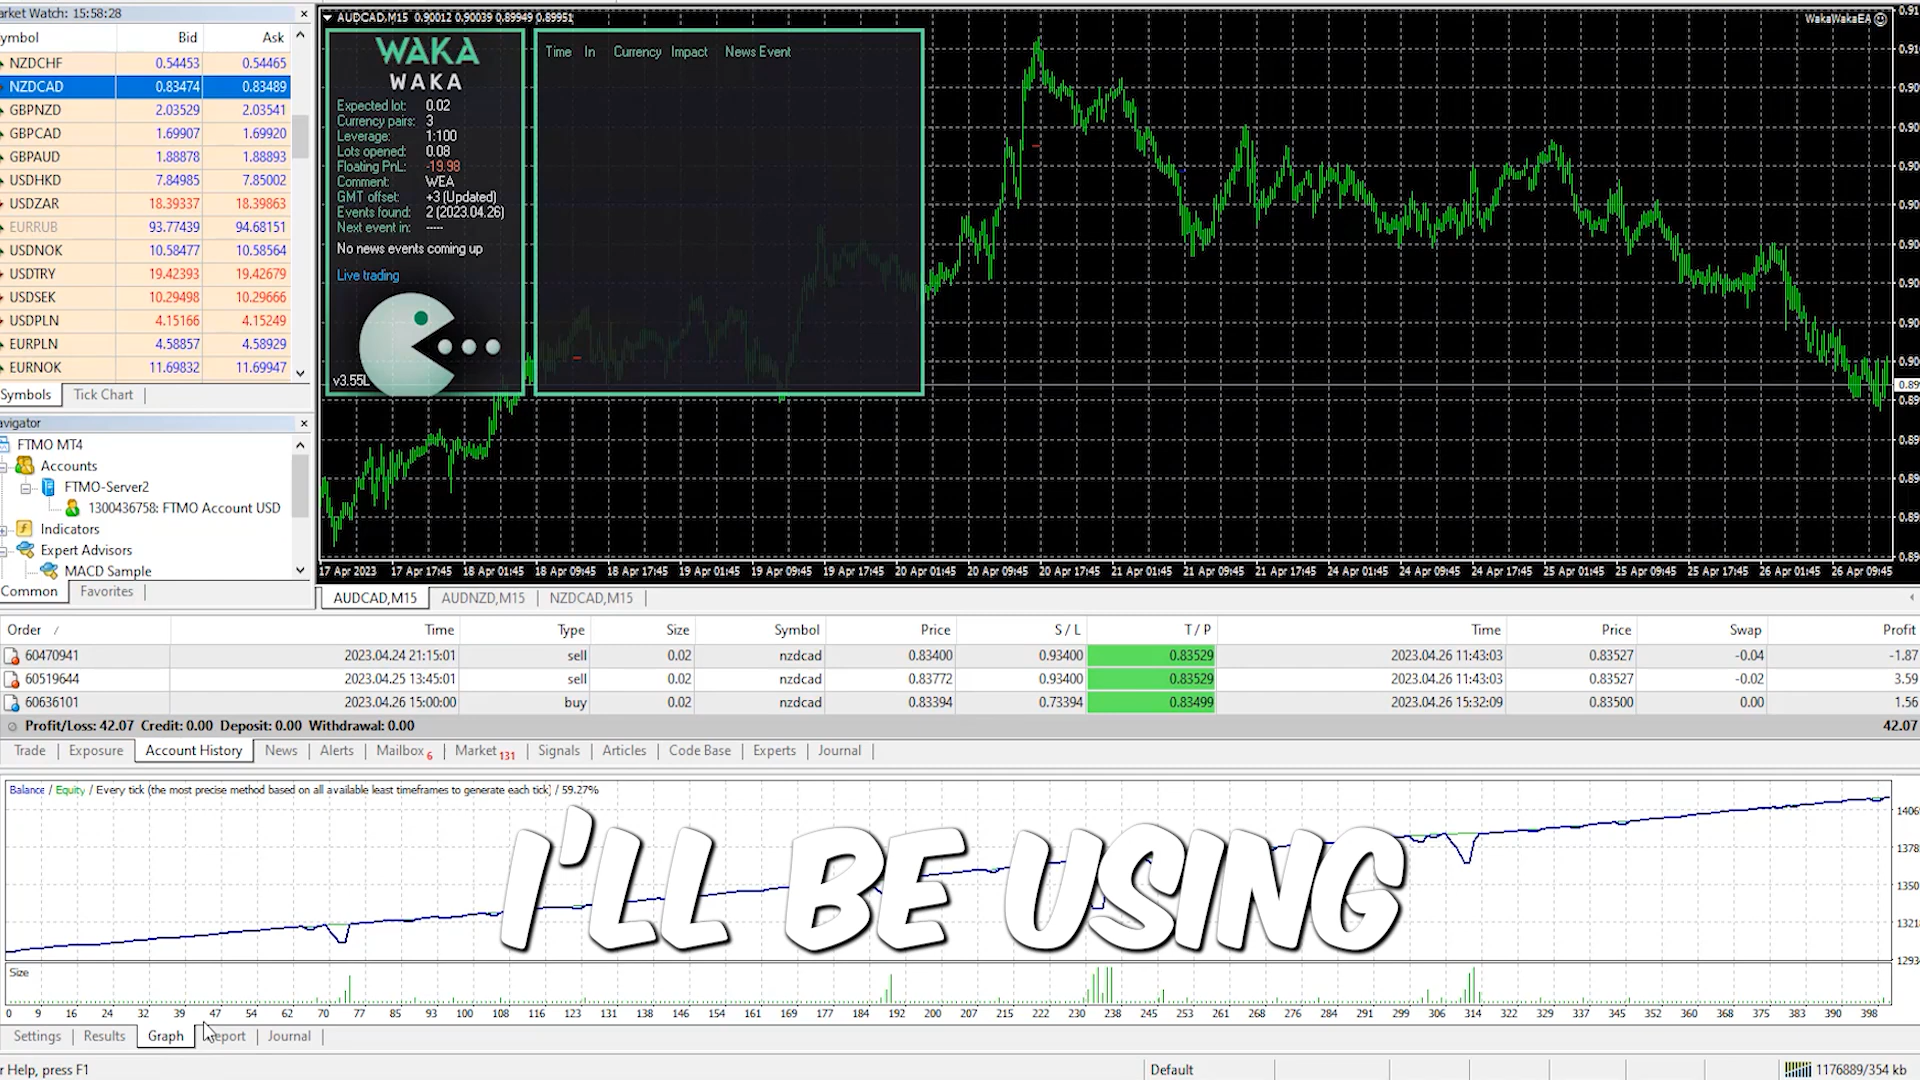 arket Watch: 15:58:28
ymbol Bid Ask
NZDCHF 0.54453 0.54465
NZDCAD 0.83474 0.83489
GBPNZD 2.03529 2.03541
GBPCAD 1.69907 1.69920
GBPAUD 1.88878 1.88893
USDHKD 7.84985 7.85002
USDZAR 18.39337 18.39863
EURRUB 93.77439 94.68151
USDNOK 10.58477 10.58564
USDTRY 19.42393 19.42679
USDSEK 10.29498 10.29666
USDPLN 4.15166 4.15249
EURPLN 4.58857 4.58929
EURNOK 11.69832 11.69947
Symbols Tick Chart
avigator
FTMO MT4
Accounts
FTMO-Server2
1300436758: FTMO Account USD
Indicators
Expert Advisors
MACD Sample
Common Favorites
AUDCAD,M15 0.90012 0.90039 0.89949 0.89951
WakaWakaEA
WAKA
WAKA
Expected lot: 0.02
Currency pairs: 3
Leverage: 1:100
Lots opened: 0.08
Floating PnL: -19.98
Comment: WEA
GMT offset: +3 (Updated)
Events found: 2 (2023.04.26)
Next event in: -----
No news events coming up
Live trading
v3.55L
Time In Currency Impact News Event
0.91
17 Apr 2023 17 Apr 17:45 18 Apr 01:45 18 Apr 09:45 18 Apr 17:45 19 Apr 01:45 19 Apr 09:45 19 Apr 17:45 20 Apr 01:45 20 Apr 09:45 20 Apr 17:45 21 Apr 01:45 21 Apr 09:45 21 Apr 17:45 24 Apr 01:45 24 Apr 09:45 24 Apr 17:45 25 Apr 01:45 25 Apr 09:45 25 Apr 17:45 26 Apr 01:45 26 Apr 09:45
AUDCAD,M15 AUDNZD,M15 NZDCAD,M15
Order / Time Type Size Symbol Price S / L T / P Time Price Swap Profit
60470941 2023.04.24 21:15:01 sell 0.02 nzdcad 0.83400 0.93400 0.83529 2023.04.26 11:43:03 0.83527 -0.04 -1.87
60519644 2023.04.25 13:45:01 sell 0.02 nzdcad 0.83772 0.93400 0.83529 2023.04.26 11:43:03 0.83527 -0.02 3.59
60636101 2023.04.26 15:00:00 buy 0.02 nzdcad 0.83394 0.73394 0.83499 2023.04.26 15:32:09 0.83500 0.00 1.56
Profit/Loss: 42.07 Credit: 0.00 Deposit: 0.00 Withdrawal: 0.00 42.07
Trade Exposure Account History News Alerts Mailbox 6 Market 131 Signals Articles Code Base Experts Journal
Balance / Equity / Every tick (the most precise method based on all available least timeframes to generate each tick) / 59.27%
1406
1378
1350
1321
1293
I'LL BE USING
Size
0 9 16 24 32 39 47 54 62 70 77 85 93 100 108 116 123 131 138 146 154 161 169 177 184 192 200 207 215 222 230 238 245 253 261 268 276 284 291 299 306 314 322 329 337 345 352 360 368 375 383 390 398
Settings Results Graph eport Journal
r Help, press F1 Default 1176889/354 kb